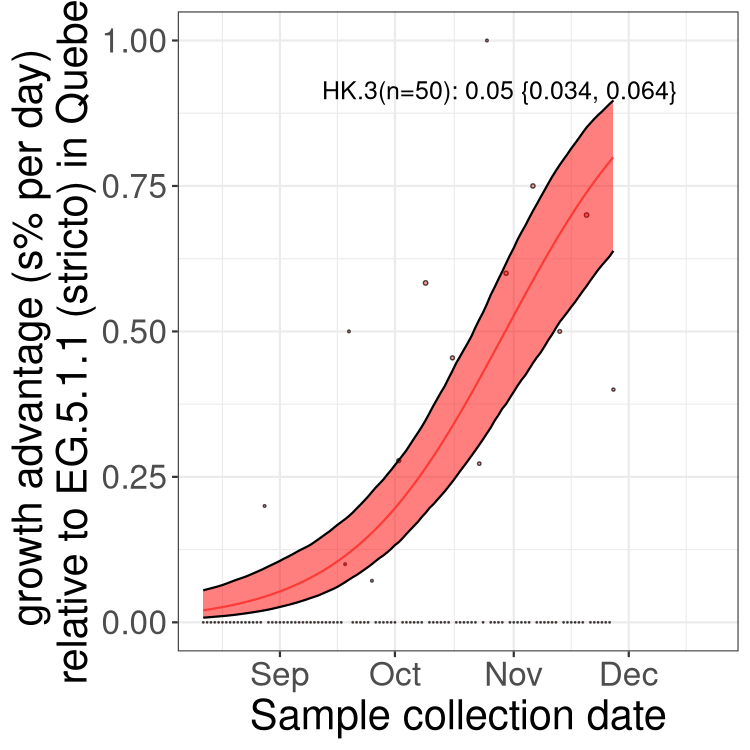 growth advantage (s% per day)
relative to EG.5.1.1 (stricto) in Quebe
1.00
0.75
0.50
0.25
0.00
HK.3(n=50): 0.05 {0.034, 0.064}
Sep Oct Nov Dec
Sample collection date